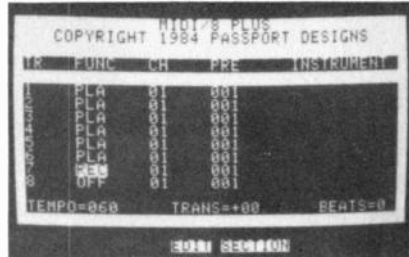 MIDI/8 PLUS
COPYRIGHT 1984 PASSPORT DESIGNS
TR FUNC CH PRE INSTRUMENT
1 PLA 01 001
2 PLA 01 001
3 PLA 01 001
4 PLA 01 001
5 PLA 01 001
6 PLA 01 001
7 REC 01 001
8 OFF 01 001
TEMPO=060 TRANS=+00 BEATS=0
EDIT SECTION